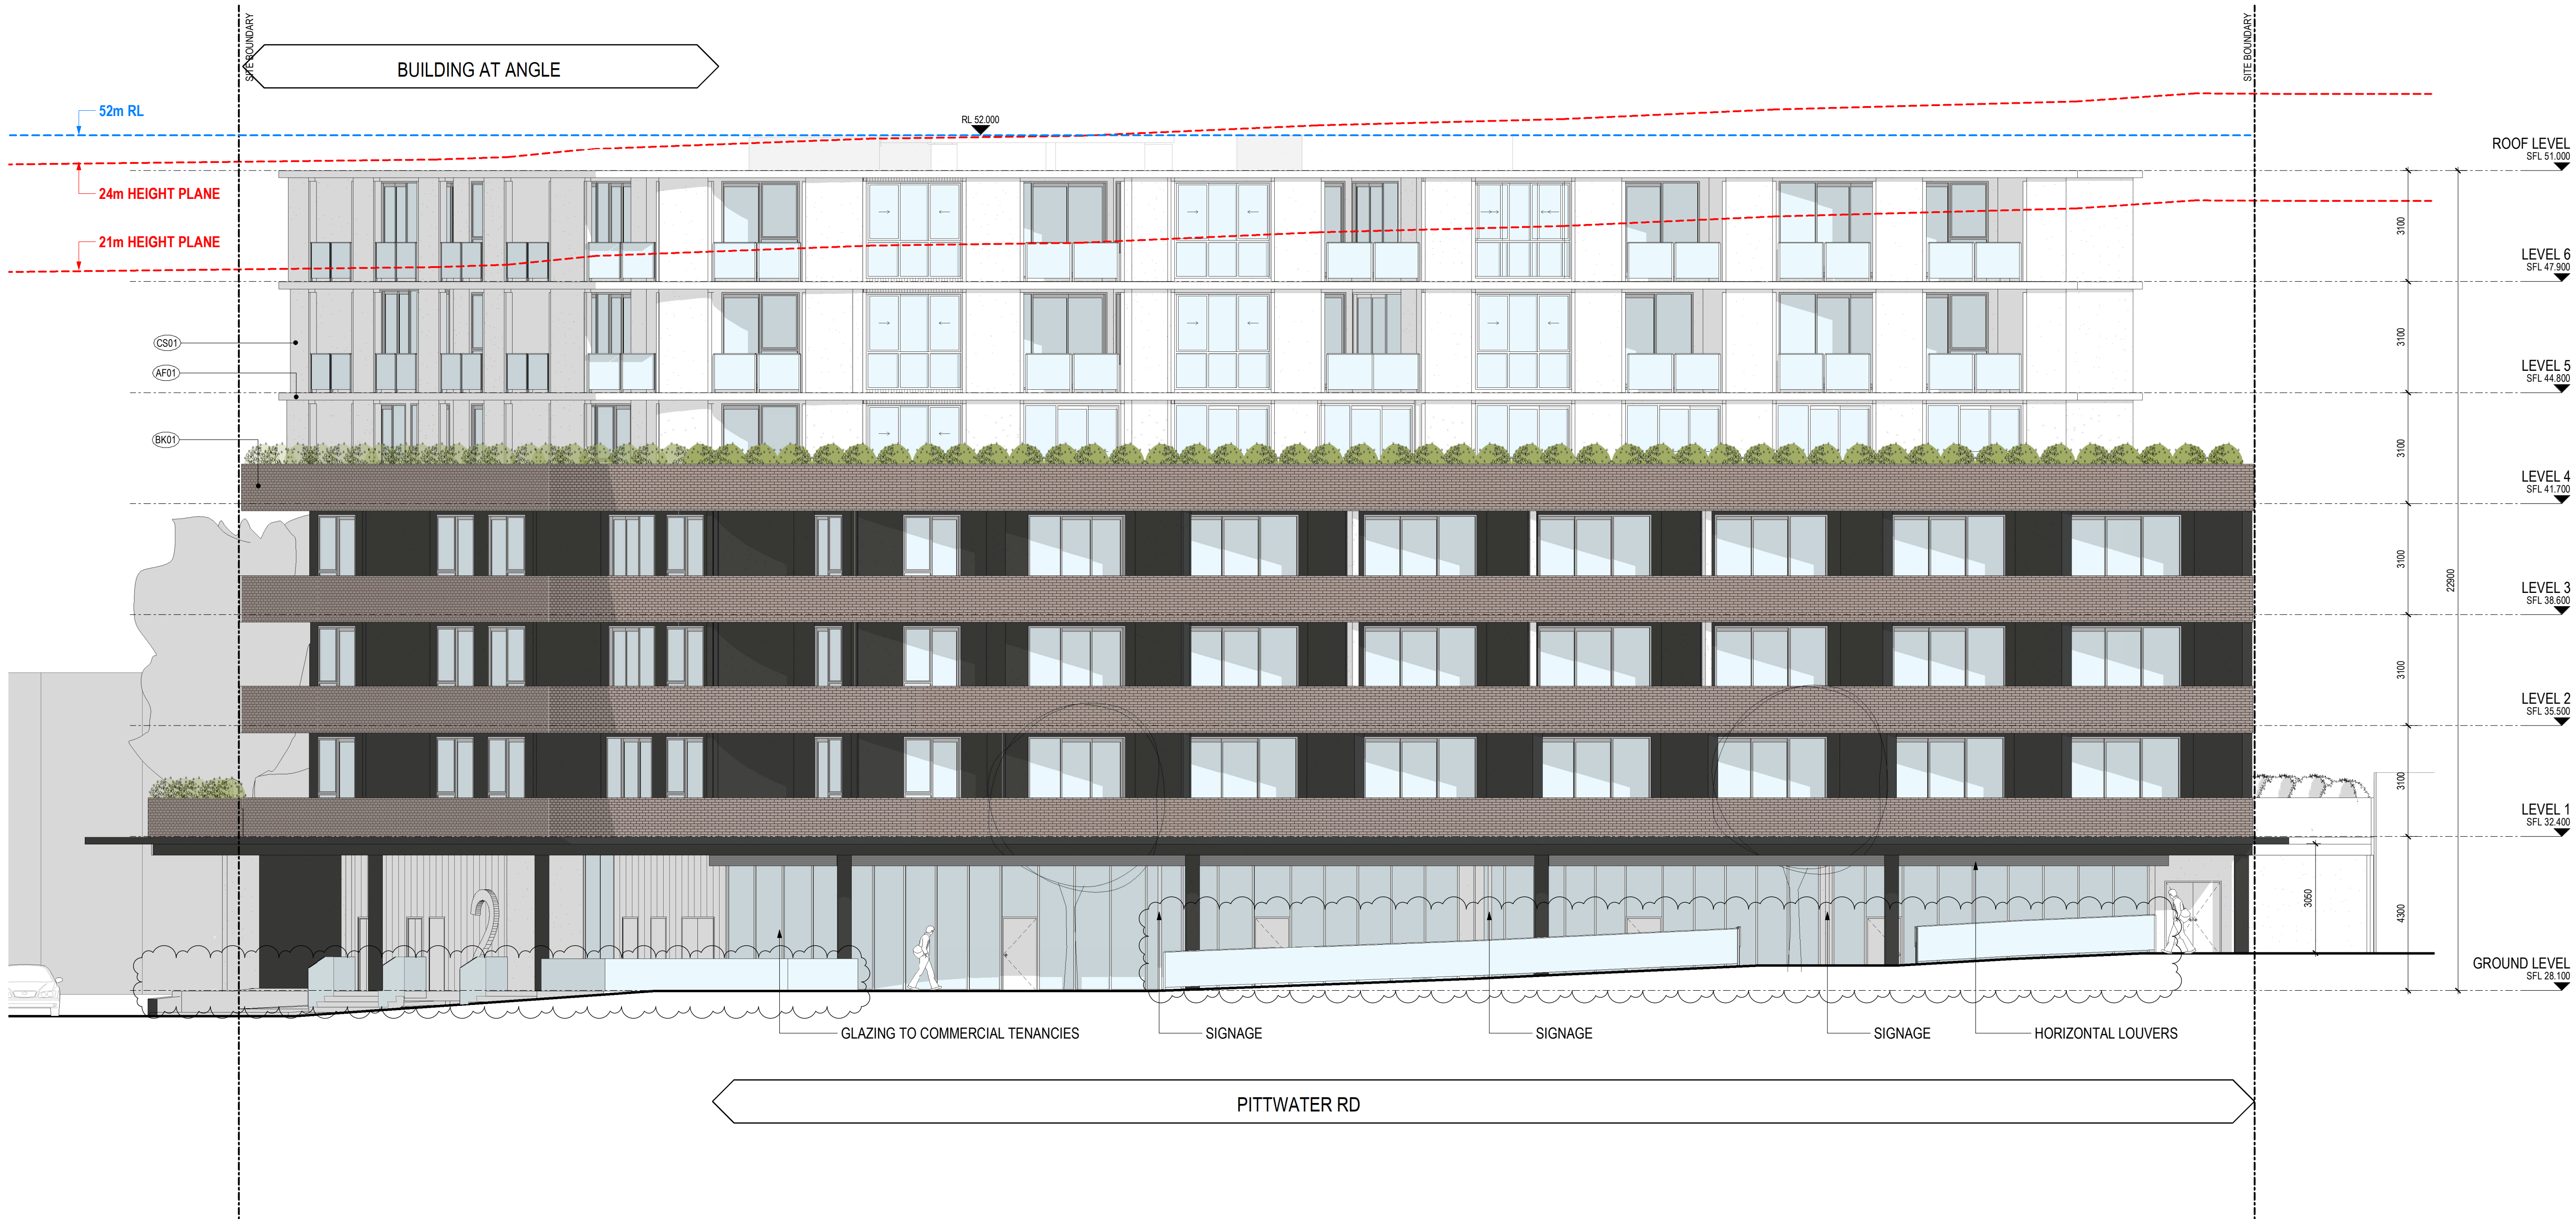 SITE BOUNDARY
SITE BOUNDARY
BUILDING AT ANGLE
52m RL
RL 52.000
24m HEIGHT PLANE
21m HEIGHT PLANE
ROOF LEVEL
SFL 51.000
3100
LEVEL 6
SFL 47.900
CS01
3100
AF01
LEVEL 5
SFL 44.800
BK01
3100
LEVEL 4
SFL 41.700
3100
22900
LEVEL 3
SFL 38.600
3100
LEVEL 2
SFL 35.500
3100
LEVEL 1
SFL 32.400
2
3050
4300
GROUND LEVEL
SFL 28.100
GLAZING TO COMMERCIAL TENANCIES
SIGNAGE
SIGNAGE
SIGNAGE
HORIZONTAL LOUVERS
PITTWATER RD